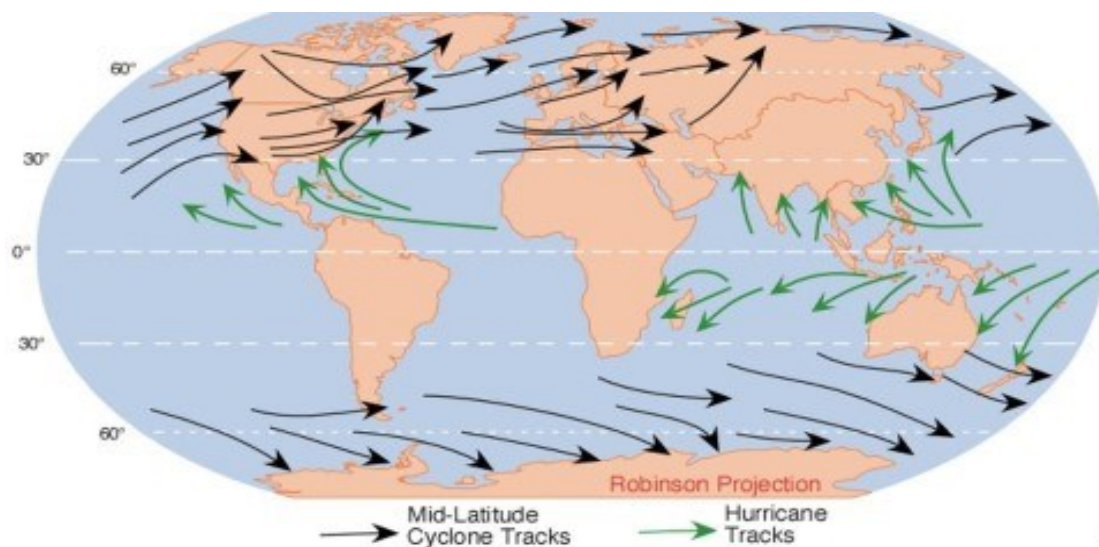 60°
30°
0°
30°
60°
Robinson Projection
Mid-Latitude
Cyclone Tracks
Hurricane
Tracks